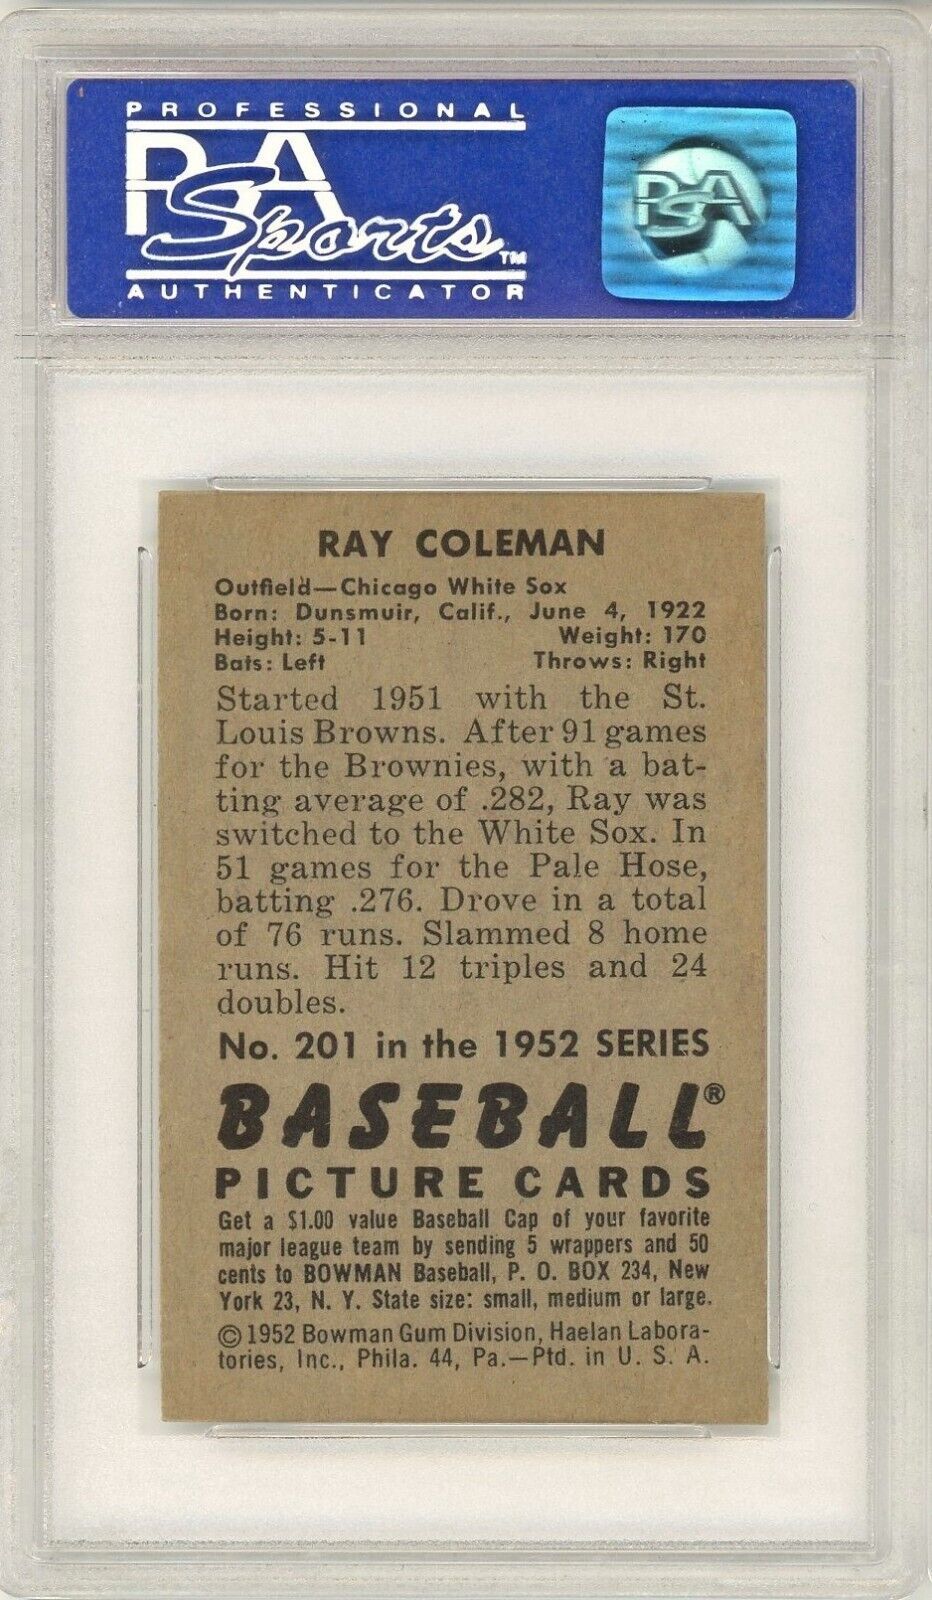 PROFESSIONAL
PSA
Sports™
AUTHENTICATOR
PSA
RAY COLEMAN
Outfield—Chicago White Sox
Born: Dunsmuir, Calif., June 4, 1922
Height: 5-11 Weight: 170
Bats: Left Throws: Right
Started 1951 with the St.
Louis Browns. After 91 games
for the Brownies, with a bat-
ting average of .282, Ray was
switched to the White Sox. In
51 games for the Pale Hose,
batting .276. Drove in a total
of 76 runs. Slammed 8 home
runs. Hit 12 triples and 24
doubles.
No. 201 in the 1952 SERIES
BASEBALL®
PICTURE CARDS
Get a $1.00 value Baseball Cap of your favorite
major league team by sending 5 wrappers and 50
cents to BOWMAN Baseball, P. O. BOX 234, New
York 23, N. Y. State size: small, medium or large.
©1952 Bowman Gum Division, Haelan Labora-
tories, Inc., Phila. 44, Pa.—Ptd. in U. S. A.